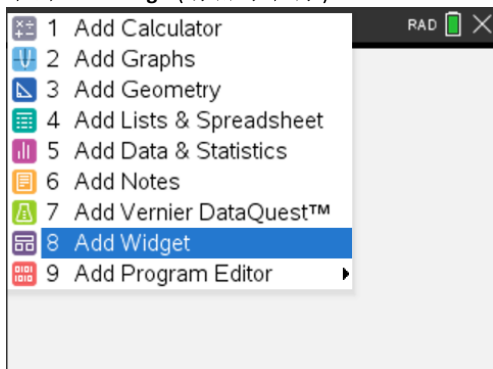 1 Add Calculator
RAD
2 Add Graphs
3 Add Geometry
4 Add Lists & Spreadsheet
5 Add Data & Statistics
6 Add Notes
7 Add Vernier DataQuest™
8 Add Widget
9 Add Program Editor